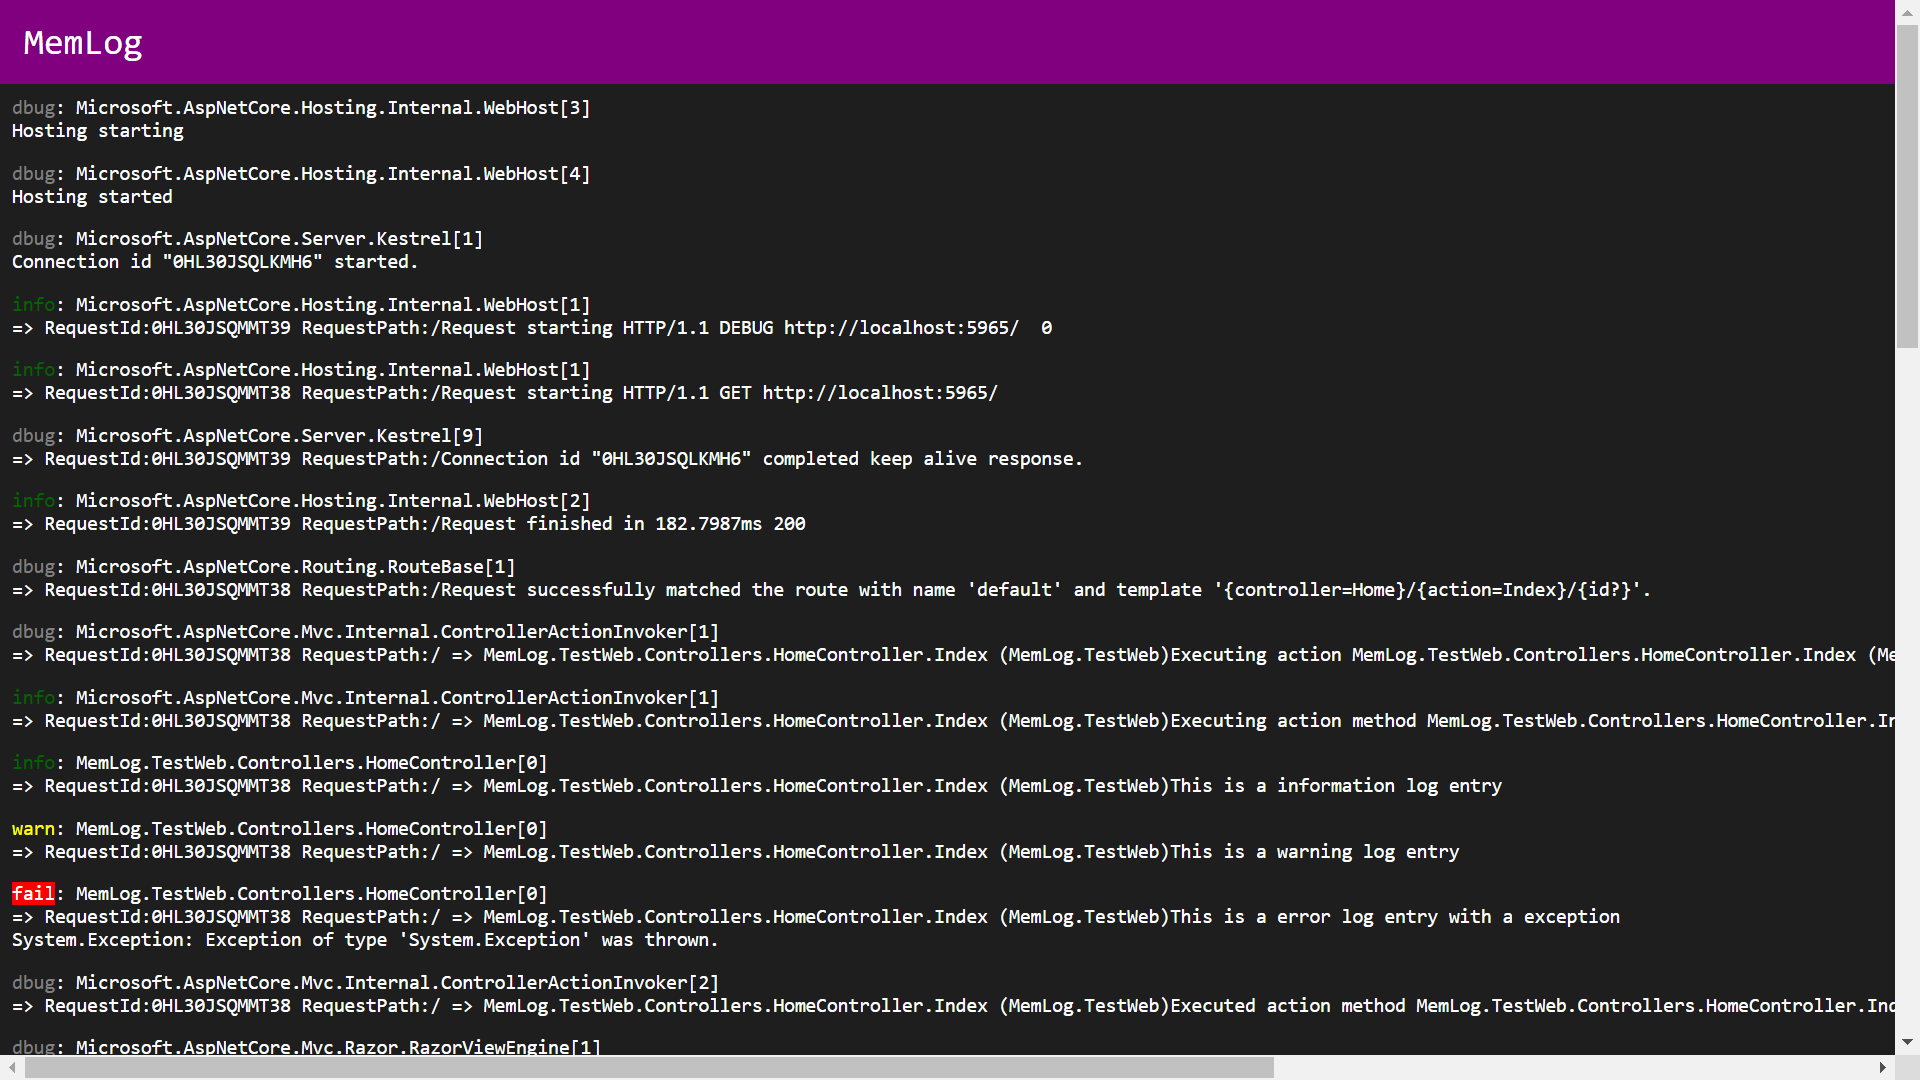 MemLog
dbug: Microsoft.AspNetCore.Hosting.Internal.WebHost[3]
Hosting starting
dbug: Microsoft.AspNetCore.Hosting.Internal.WebHost[4]
Hosting started
dbug: Microsoft.AspNetCore.Server.Kestrel[1]
Connection id "0HL30JSQLKMH6" started.
info: Microsoft.AspNetCore.Hosting.Internal.WebHost[1]
=> RequestId:0HL30JSQMMT39 RequestPath:/Request starting HTTP/1.1 DEBUG http://localhost:5965/  0
info: Microsoft.AspNetCore.Hosting.Internal.WebHost[1]
=> RequestId:0HL30JSQMMT38 RequestPath:/Request starting HTTP/1.1 GET http://localhost:5965/
dbug: Microsoft.AspNetCore.Server.Kestrel[9]
=> RequestId:0HL30JSQMMT39 RequestPath:/Connection id "0HL30JSQLKMH6" completed keep alive response.
info: Microsoft.AspNetCore.Hosting.Internal.WebHost[2]
=> RequestId:0HL30JSQMMT39 RequestPath:/Request finished in 182.7987ms 200
dbug: Microsoft.AspNetCore.Routing.RouteBase[1]
=> RequestId:0HL30JSQMMT38 RequestPath:/Request successfully matched the route with name 'default' and template '{controller=Home}/{action=Index}/{id?}'.
dbug: Microsoft.AspNetCore.Mvc.Internal.ControllerActionInvoker[1]
=> RequestId:0HL30JSQMMT38 RequestPath:/ => MemLog.TestWeb.Controllers.HomeController.Index (MemLog.TestWeb)Executing action MemLog.TestWeb.Controllers.HomeController.Index (Me
info: Microsoft.AspNetCore.Mvc.Internal.ControllerActionInvoker[1]
=> RequestId:0HL30JSQMMT38 RequestPath:/ => MemLog.TestWeb.Controllers.HomeController.Index (MemLog.TestWeb)Executing action method MemLog.TestWeb.Controllers.HomeController.In
info: MemLog.TestWeb.Controllers.HomeController[0]
=> RequestId:0HL30JSQMMT38 RequestPath:/ => MemLog.TestWeb.Controllers.HomeController.Index (MemLog.TestWeb)This is a information log entry
warn: MemLog.TestWeb.Controllers.HomeController[0]
=> RequestId:0HL30JSQMMT38 RequestPath:/ => MemLog.TestWeb.Controllers.HomeController.Index (MemLog.TestWeb)This is a warning log entry
fail: MemLog.TestWeb.Controllers.HomeController[0]
=> RequestId:0HL30JSQMMT38 RequestPath:/ => MemLog.TestWeb.Controllers.HomeController.Index (MemLog.TestWeb)This is a error log entry with a exception
System.Exception: Exception of type 'System.Exception' was thrown.
dbug: Microsoft.AspNetCore.Mvc.Internal.ControllerActionInvoker[2]
=> RequestId:0HL30JSQMMT38 RequestPath:/ => MemLog.TestWeb.Controllers.HomeController.Index (MemLog.TestWeb)Executed action method MemLog.TestWeb.Controllers.HomeController.Ind
dbug: Microsoft.AspNetCore.Mvc.Razor.RazorViewEngine[1]